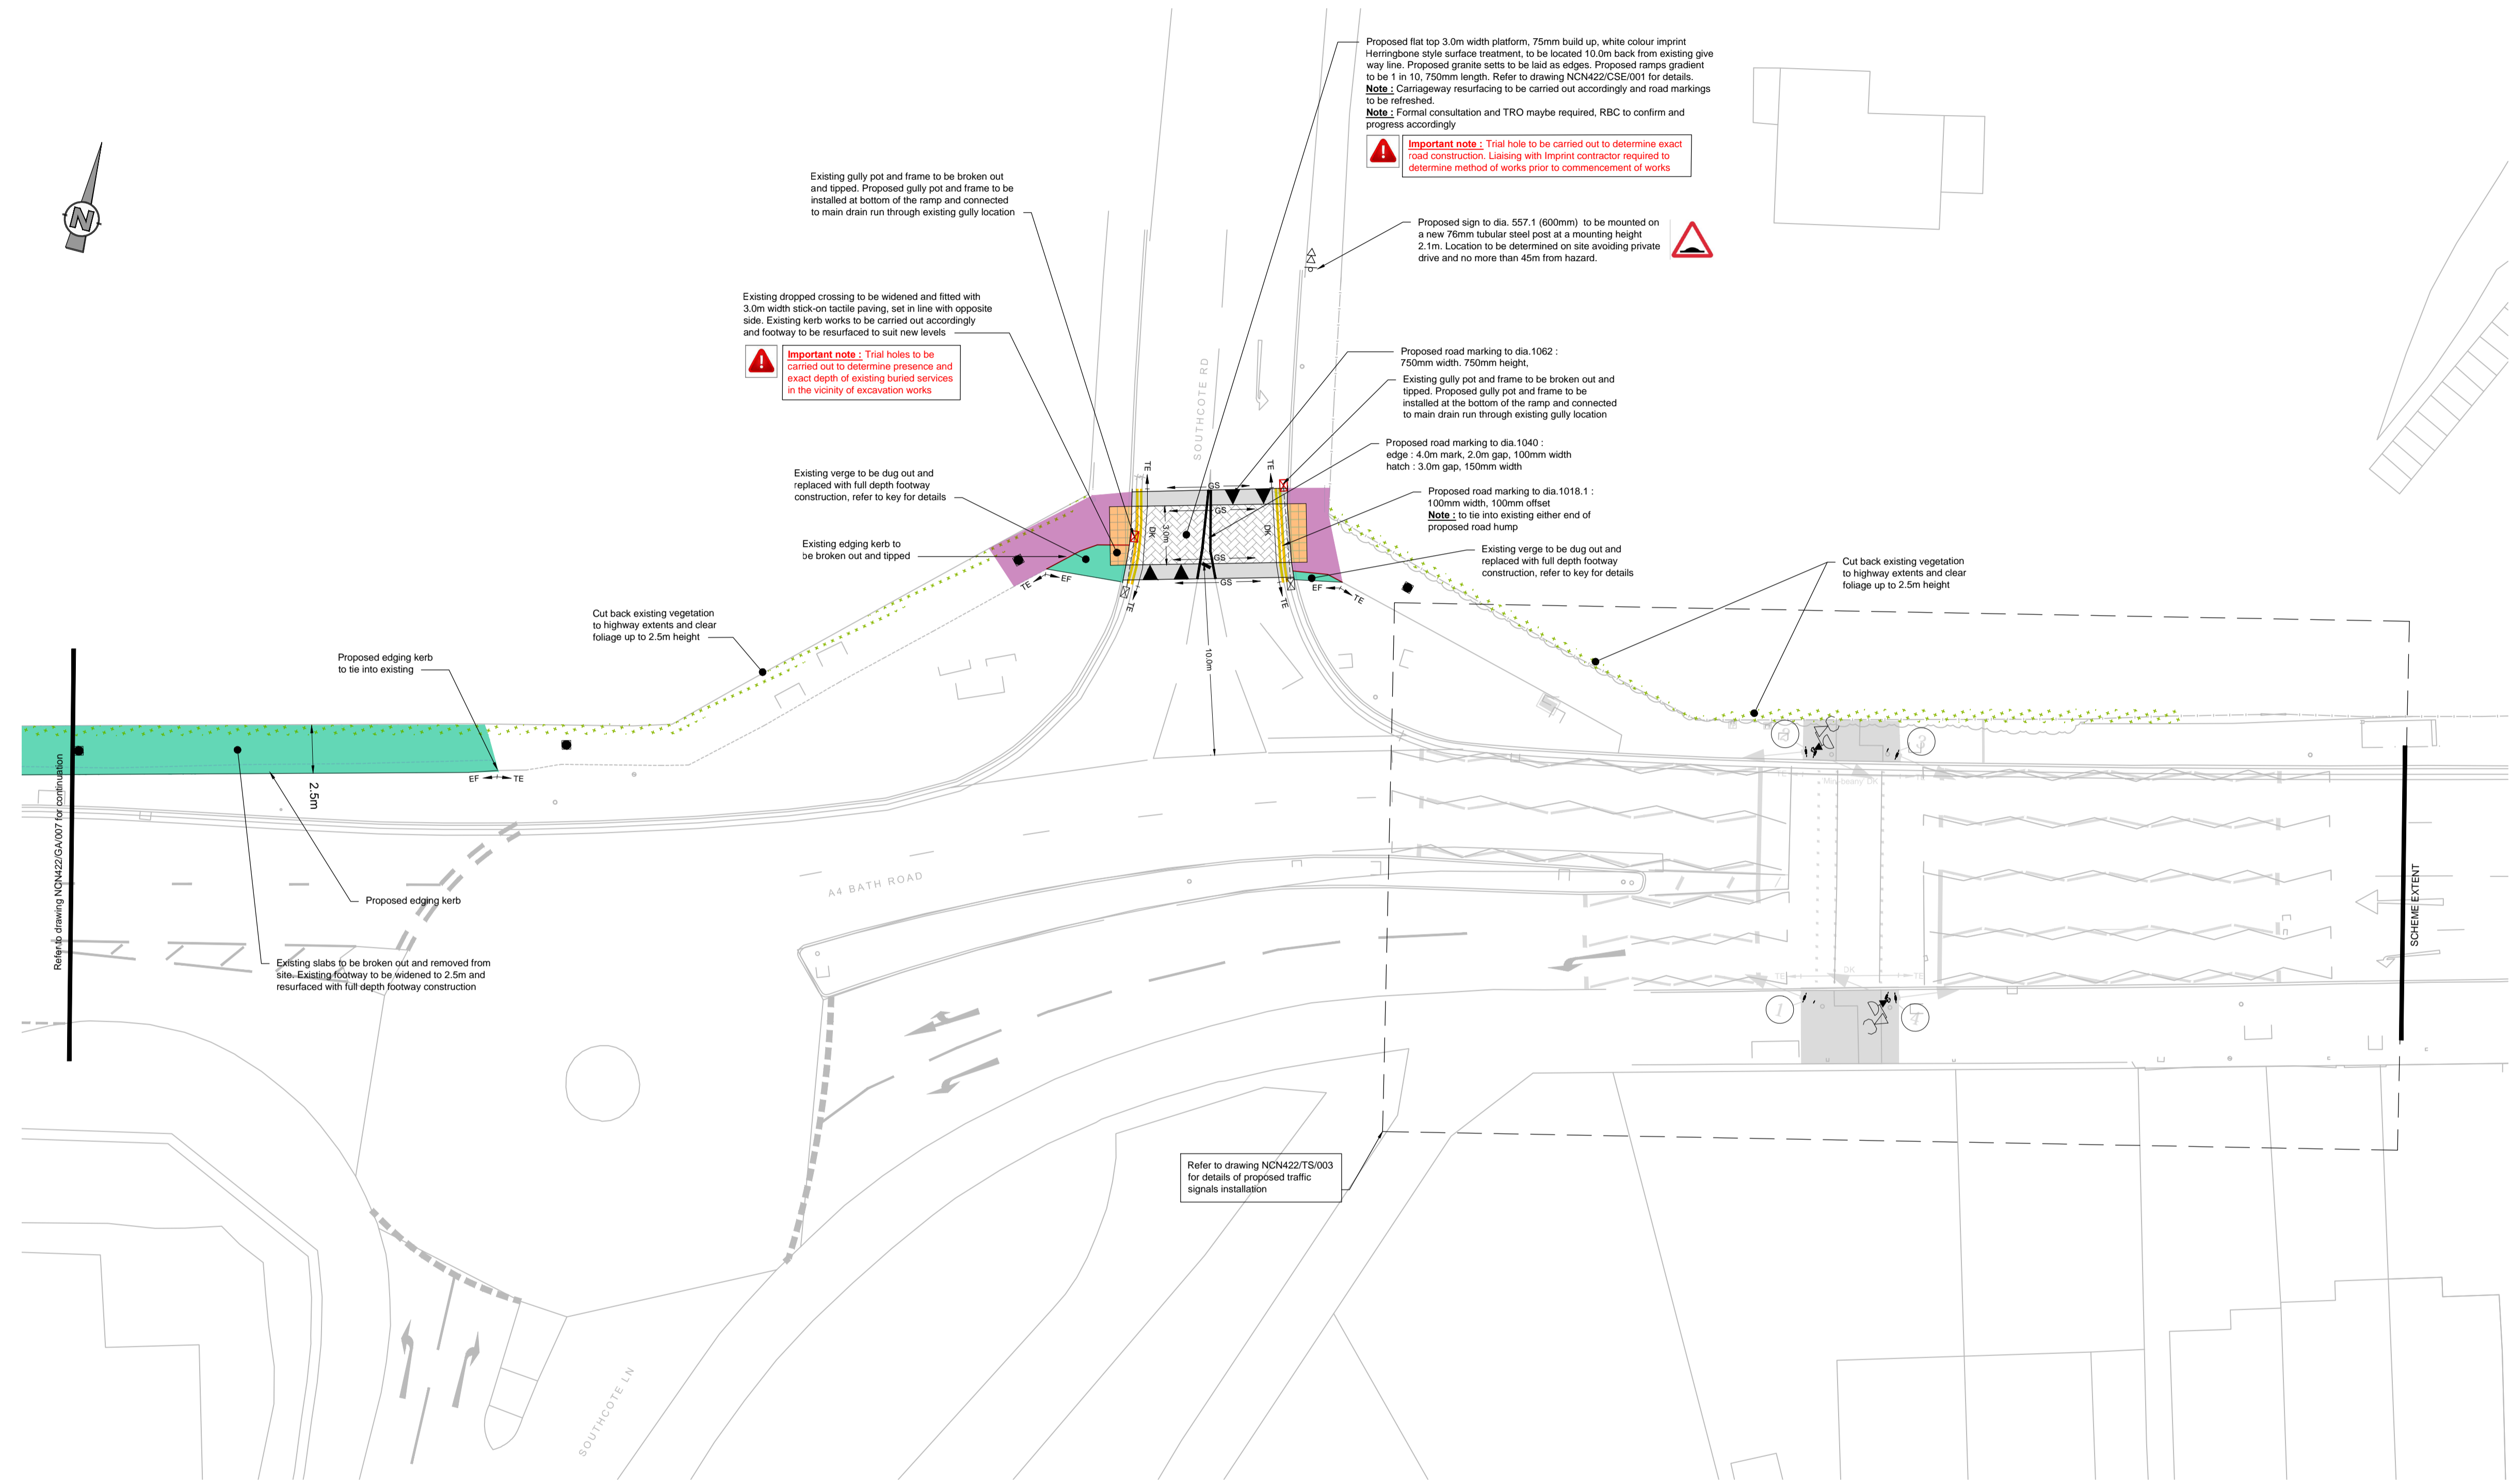 Proposed flat top 3.0m width platform, 75mm build up, white colour imprint
Herringbone style surface treatment, to be located 10.0m back from existing give
way line. Proposed granite setts to be laid as edges. Proposed ramps gradient
to be 1 in 10, 750mm length. Refer to drawing NCN422/CSE/001 for details.
Note : Carriageway resurfacing to be carried out accordingly and road markings
to be refreshed.
Note : Formal consultation and TRO maybe required, RBC to confirm and
progress accordingly
Important note : Trial hole to be carried out to determine exact
road construction. Liaising with Imprint contractor required to
determine method of works prior to commencement of works
N
Existing gully pot and frame to be broken out
and tipped. Proposed gully pot and frame to be
installed at bottom of the ramp and connected
to main drain run through existing gully location
Proposed sign to dia. 557.1 (600mm) to be mounted on
a new 76mm tubular steel post at a mounting height
2.1m. Location to be determined on site avoiding private
drive and no more than 45m from hazard.
Existing dropped crossing to be widened and fitted with
3.0m width stick-on tactile paving, set in line with opposite
side. Existing kerb works to be carried out accordingly
and footway to be resurfaced to suit new levels
Important note : Trial holes to be
carried out to determine presence and
exact depth of existing buried services
in the vicinity of excavation works
SOUTHCOTE RD
Proposed road marking to dia.1062 :
750mm width. 750mm height,
Existing gully pot and frame to be broken out and
tipped. Proposed gully pot and frame to be
installed at the bottom of the ramp and connected
to main drain run through existing gully location
Proposed road marking to dia.1040 :
edge : 4.0m mark, 2.0m gap, 100mm width
hatch : 3.0m gap, 150mm width
Existing verge to be dug out and
replaced with full depth footway
construction, refer to key for details
Proposed road marking to dia.1018.1 :
100mm width, 100mm offset
Note : to tie into existing either end of
proposed road hump
TE
TE
GS
GS
DK
3.0m
DK
GS
GS
Existing edging kerb to
be broken out and tipped
Existing verge to be dug out and
replaced with full depth footway
construction, refer to key for details
TE
EF
TE
TE
EF
TE
Cut back existing vegetation
to highway extents and clear
foliage up to 2.5m height
Cut back existing vegetation
to highway extents and clear
foliage up to 2.5m height
Proposed edging kerb
to tie into existing
10.0m
2
3
EF
TE
2.5m
Refer to drawing NCN422/GA/007 for continuation
A4 BATH ROAD
Proposed edging kerb
SCHEME EXTENT
Existing slabs to be broken out and removed from
site. Existing footway to be widened to 2.5m and
resurfaced with full depth footway construction
TE
DK
TE
1
4
Refer to drawing NCN422/TS/003
for details of proposed traffic
signals installation
SOUTHCOTE LN